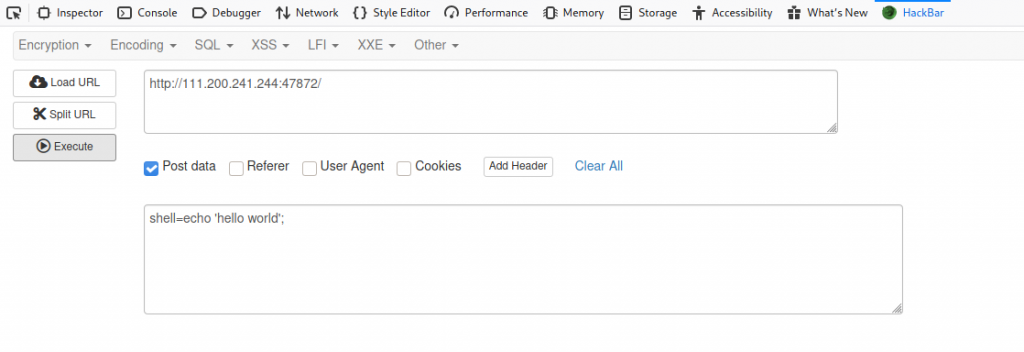 Inspector Console Debugger Network Style Editor Performance Memory Storage Accessibility What's New HackBar
Encryption Encoding SQL XSS LFI XXE Other
Load URL
http://111.200.241.244:47872/
Split URL
Execute
Post data Referer User Agent Cookies Add Header Clear All
shell=echo 'hello world';